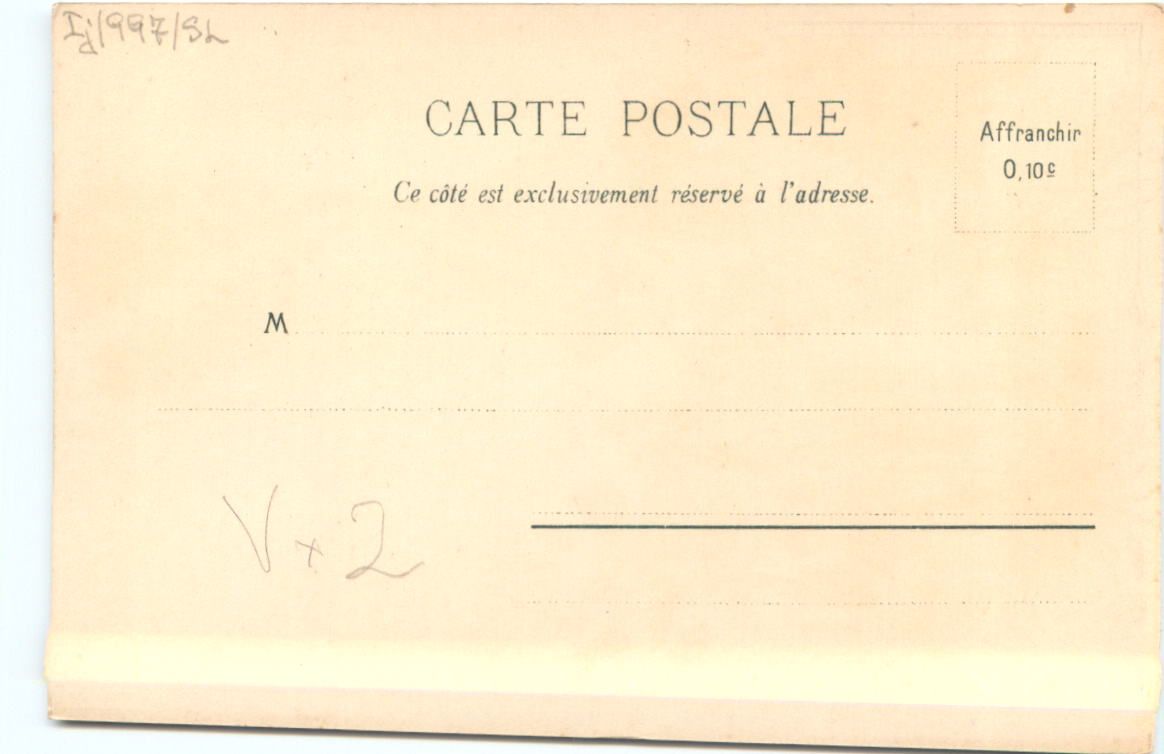 Ij/997/SL
CARTE POSTALE
Ce côté est exclusivement réservé à l'adresse.
Affranchir
0,10c
M
V x 2